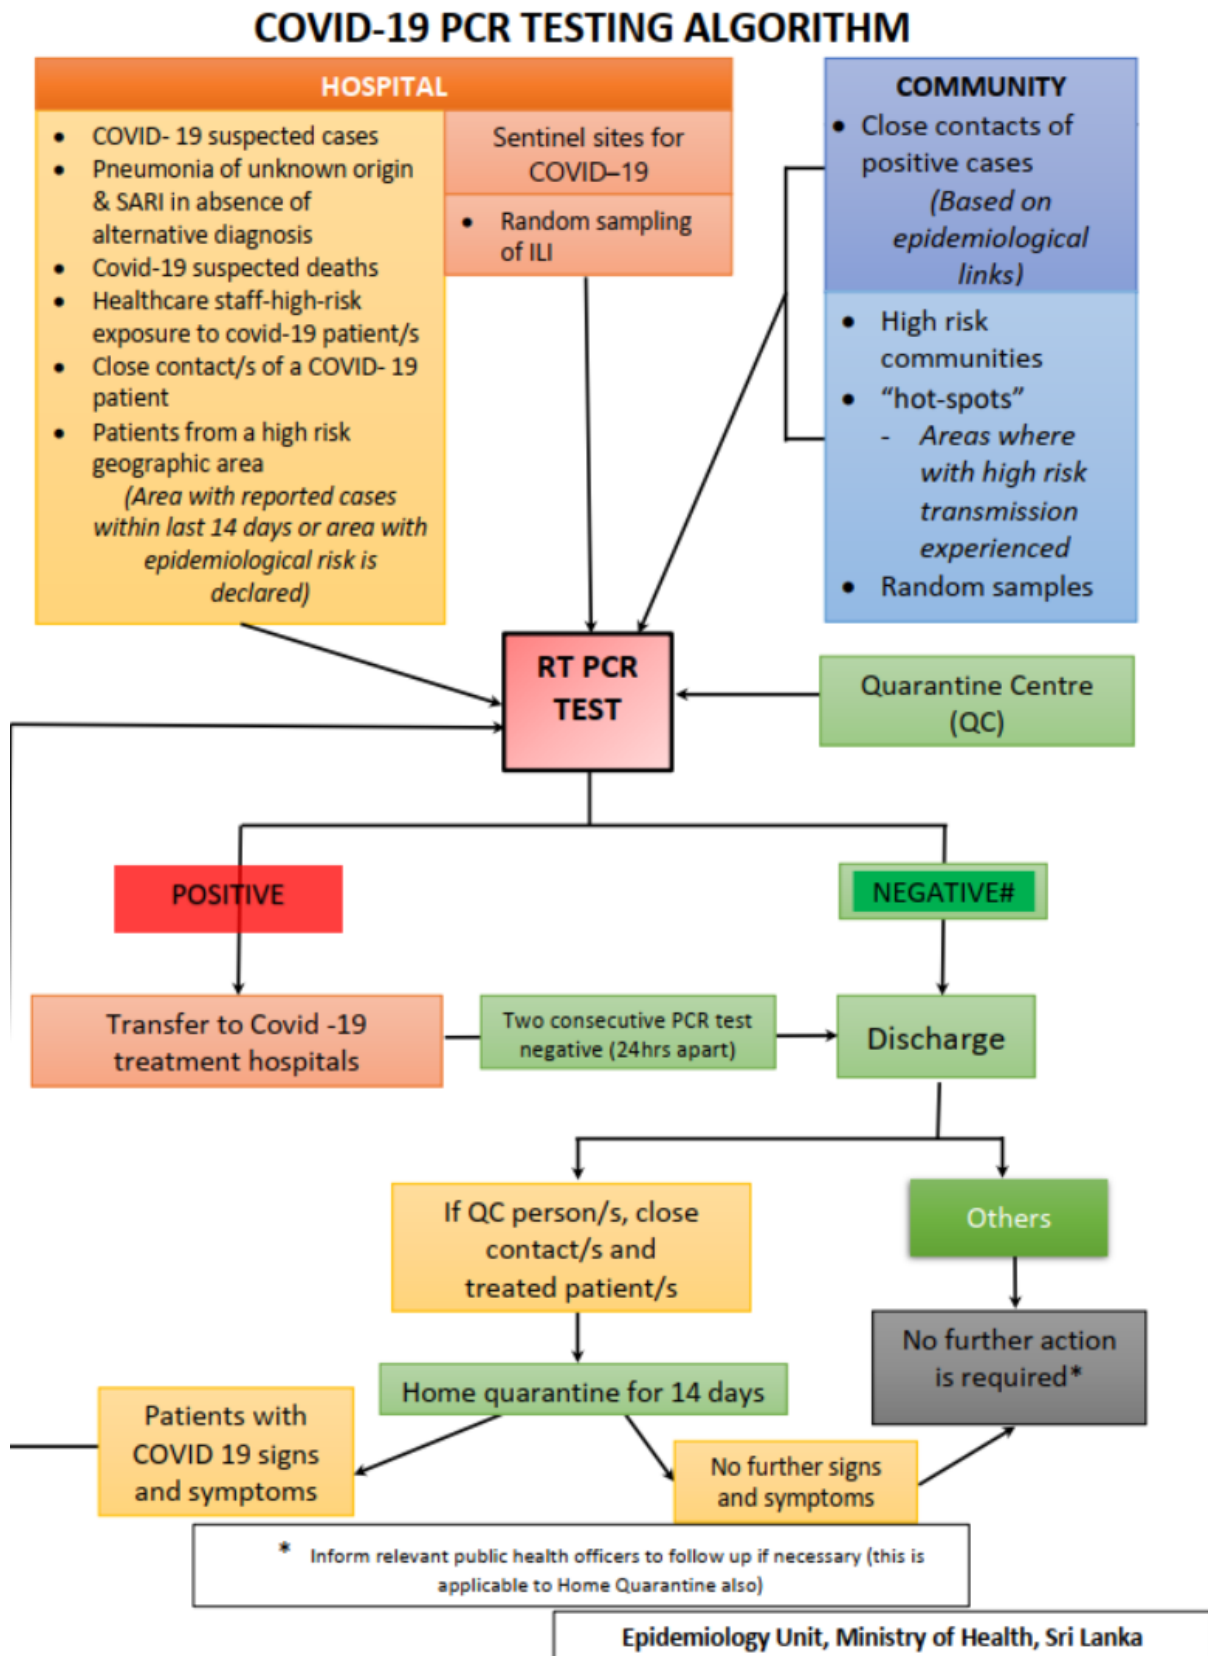 COVID-19 PCR TESTING ALGORITHM
HOSPITAL
• COVID- 19 suspected cases
• Pneumonia of unknown origin
& SARI in absence of
alternative diagnosis
• Covid-19 suspected deaths
• Healthcare staff-high-risk
exposure to covid-19 patient/s
• Close contact/s of a COVID- 19
patient
• Patients from a high risk
geographic area
(Area with reported cases
within last 14 days or area with
epidemiological risk is
declared)
Sentinel sites for
COVID–19
• Random sampling
of ILI
COMMUNITY
• Close contacts of
positive cases
(Based on
epidemiological
links)
• High risk
communities
• “hot-spots”
- Areas where
with high risk
transmission
experienced
• Random samples
RT PCR
TEST
Quarantine Centre
(QC)
POSITIVE
NEGATIVE#
Transfer to Covid -19
treatment hospitals
Two consecutive PCR test
negative (24hrs apart)
Discharge
If QC person/s, close
contact/s and
treated patient/s
Others
Home quarantine for 14 days
No further action
is required*
Patients with
COVID 19 signs
and symptoms
No further signs
and symptoms
* Inform relevant public health officers to follow up if necessary (this is
applicable to Home Quarantine also)
Epidemiology Unit, Ministry of Health, Sri Lanka